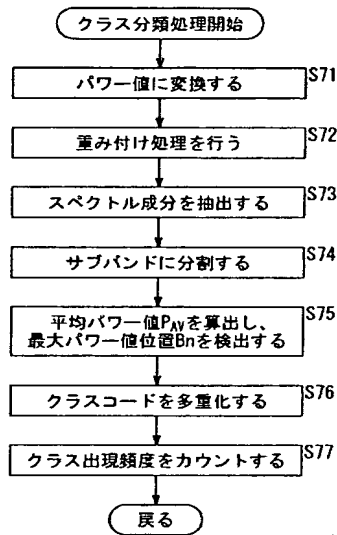 クラス分類処理開始
S71
パワー値に変換する
S72
重み付け処理を行う
S73
スペクトル成分を抽出する
S74
サブバンドに分割する
S75
平均パワー値PAVを算出し、
最大パワー値位置Bnを検出する
S76
クラスコードを多重化する
S77
クラス出現頻度をカウントする
戻る